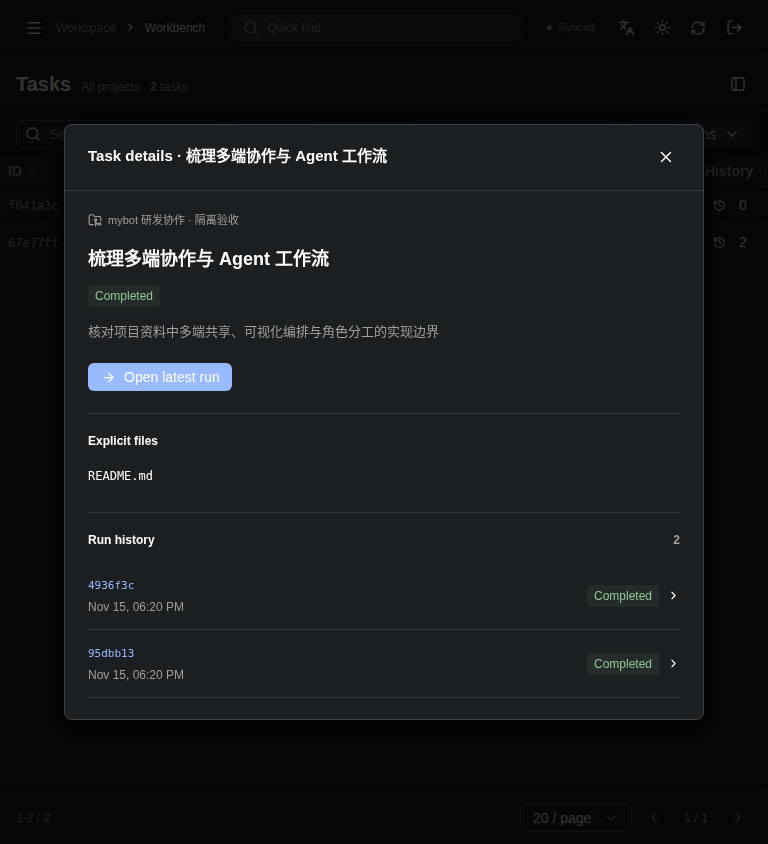 Workspace > Workbench
Quick find
Synced
Tasks All projects 2 tasks
ID
History
f041a3c
0
67e77ff
2
Task details · 梳理多端协作与 Agent 工作流
mybot 研发协作 · 隔离验收
梳理多端协作与 Agent 工作流
Completed
核对项目资料中多端共享、可视化编排与角色分工的实现边界
Open latest run
Explicit files
README.md
Run history
2
4936f3c
Nov 15, 06:20 PM
Completed
95dbb13
Nov 15, 06:20 PM
Completed
1-2 / 2
20 / page
1 / 1